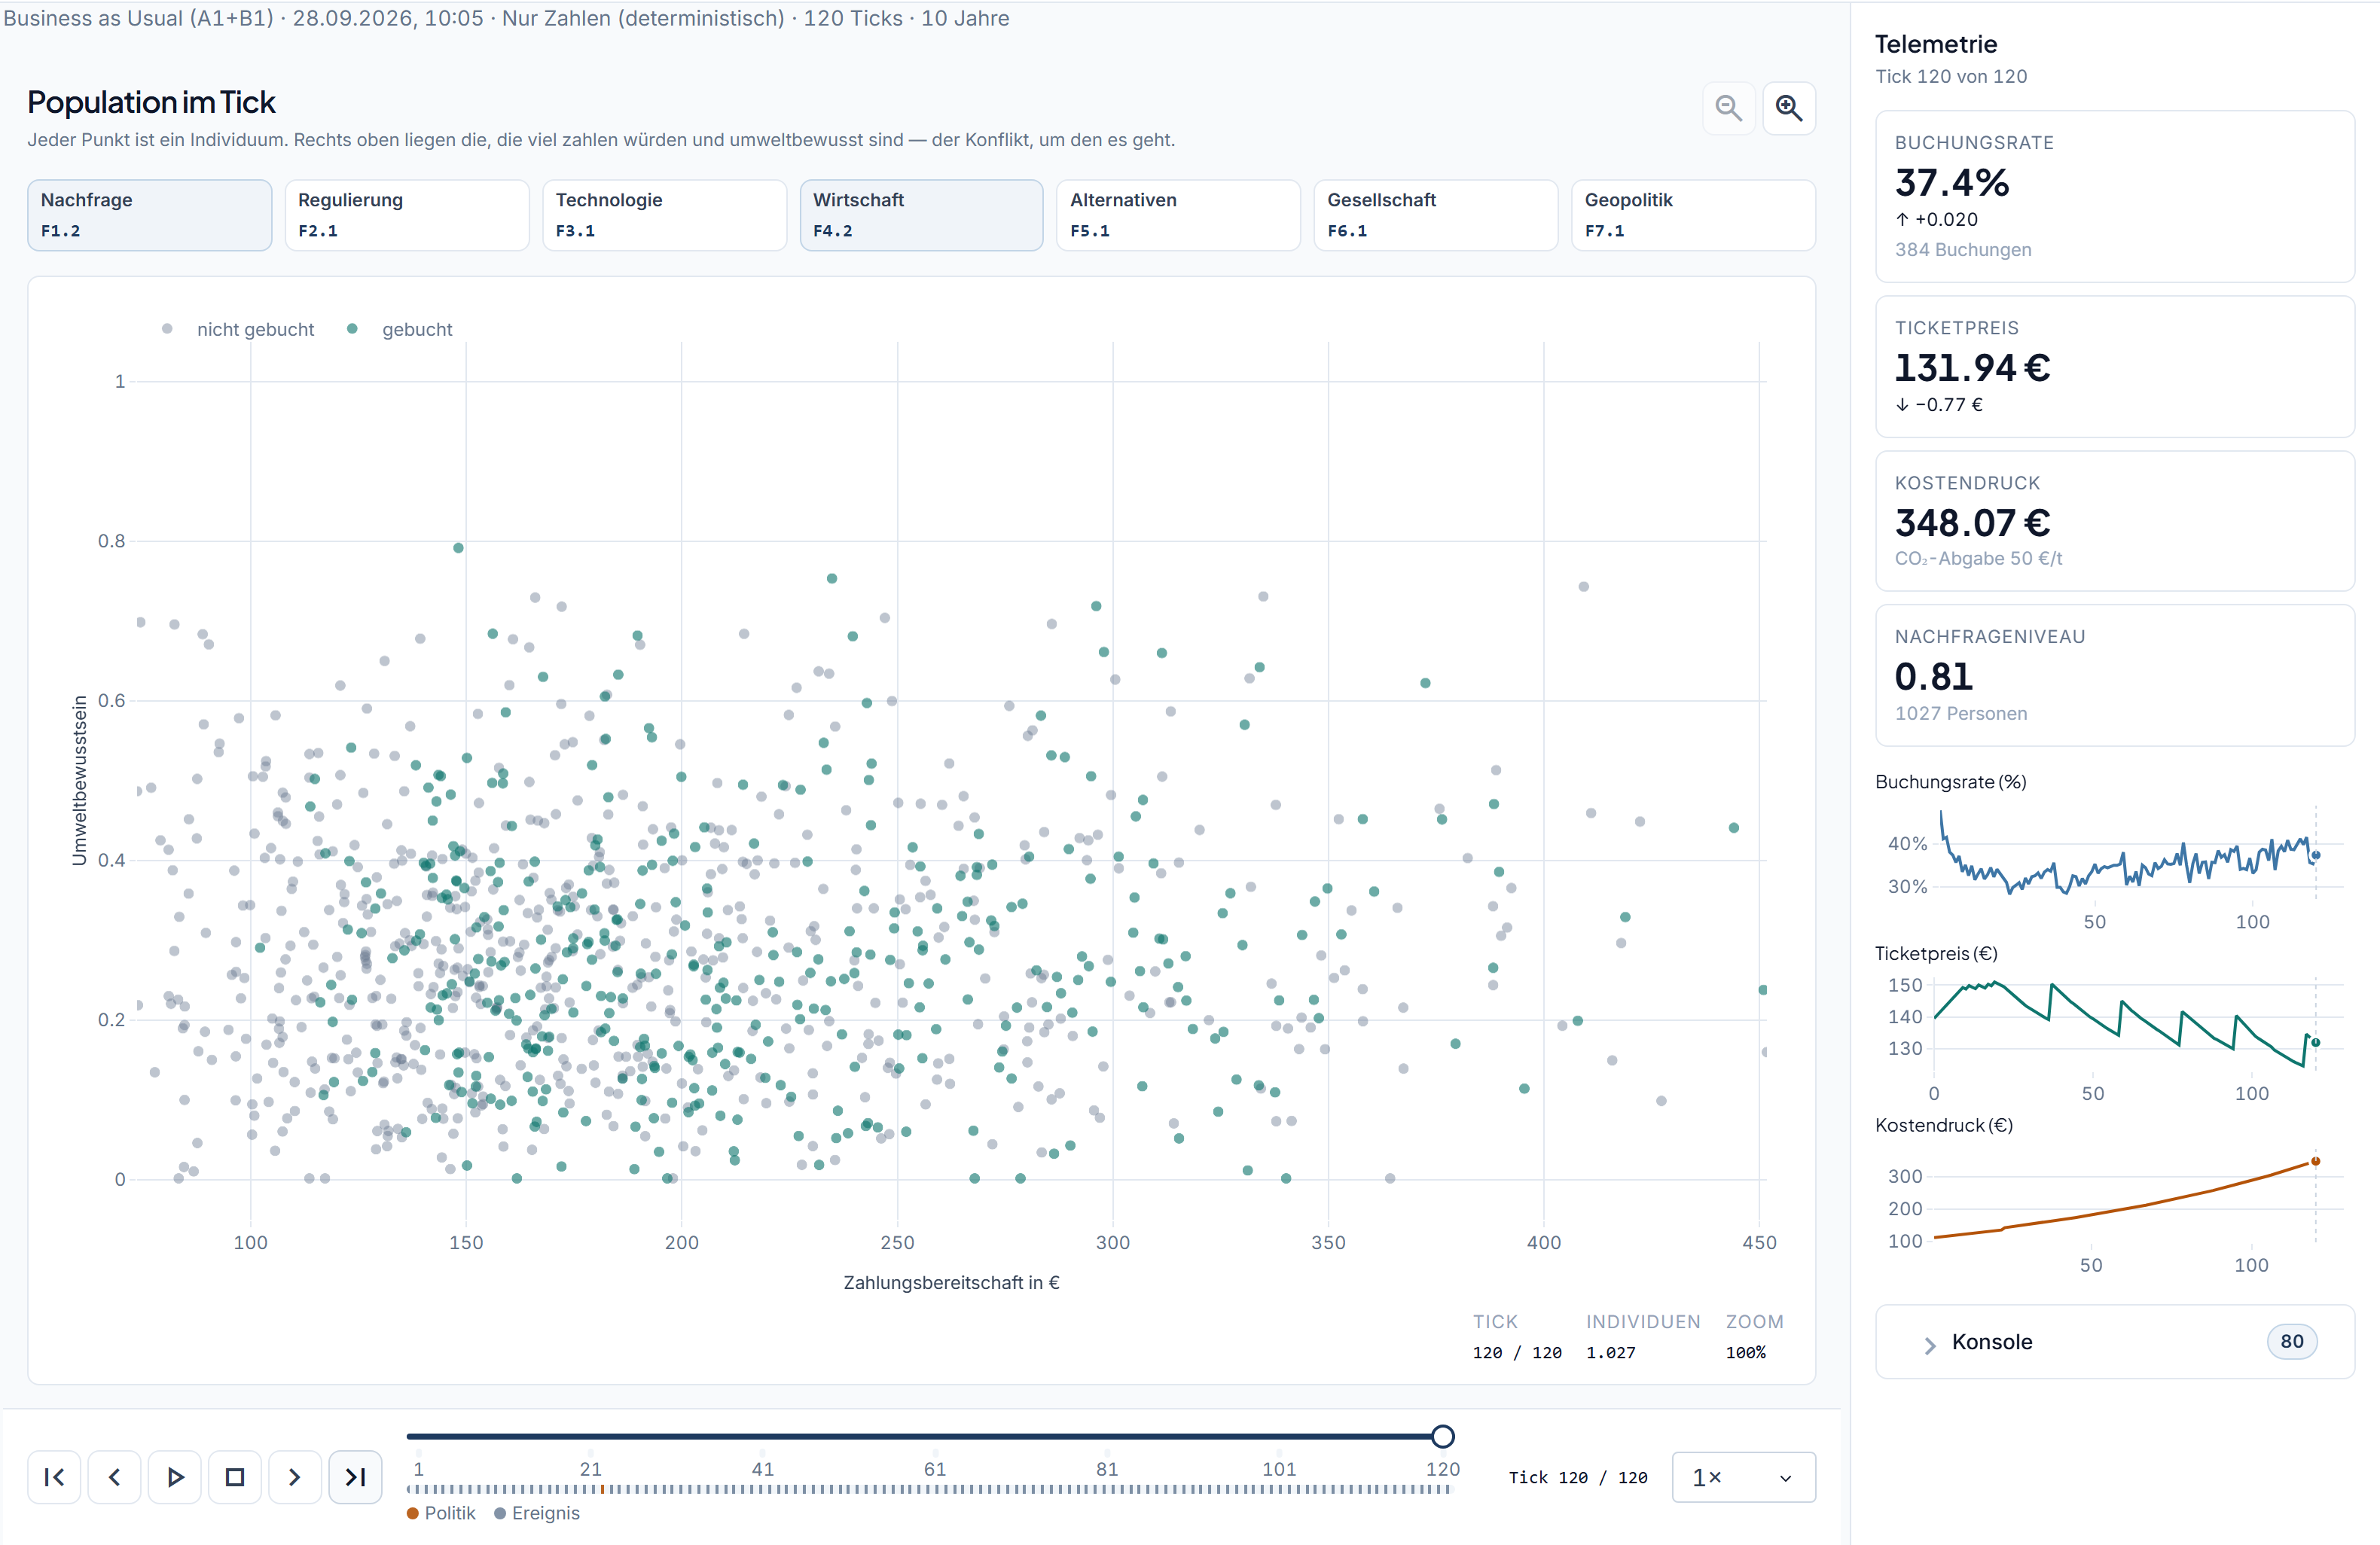 Business as Usual (A1+B1) · 28.09.2026, 10:05 · Nur Zahlen (deterministisch) · 120 Ticks · 10 Jahre
Population im Tick
Jeder Punkt ist ein Individuum. Rechts oben liegen die, die viel zahlen würden und umweltbewusst sind — der Konflikt, um den es geht.
Nachfrage
F1.2
Regulierung
F2.1
Technologie
F3.1
Wirtschaft
F4.2
Alternativen
F5.1
Gesellschaft
F6.1
Geopolitik
F7.1
nicht gebucht gebucht
1
0.8
0.6
0.4
0.2
0
Umweltbewusstsein
100 150 200 250 300 350 400 450
Zahlungsbereitschaft in €
TICK INDIVIDUEN ZOOM
120 / 120 1.027 100%
1 21 41 61 81 101 120
Politik Ereignis
Tick 120 / 120
1×
Telemetrie
Tick 120 von 120
BUCHUNGSRATE
37.4%
↑ +0.020
384 Buchungen
TICKETPREIS
131.94 €
↓ −0.77 €
KOSTENDRUCK
348.07 €
CO₂-Abgabe 50 €/t
NACHFRAGENIVEAU
0.81
1027 Personen
Buchungsrate (%)
40%
30%
50 100
Ticketpreis (€)
150
140
130
0 50 100
Kostendruck (€)
300
200
100
50 100
Konsole 80